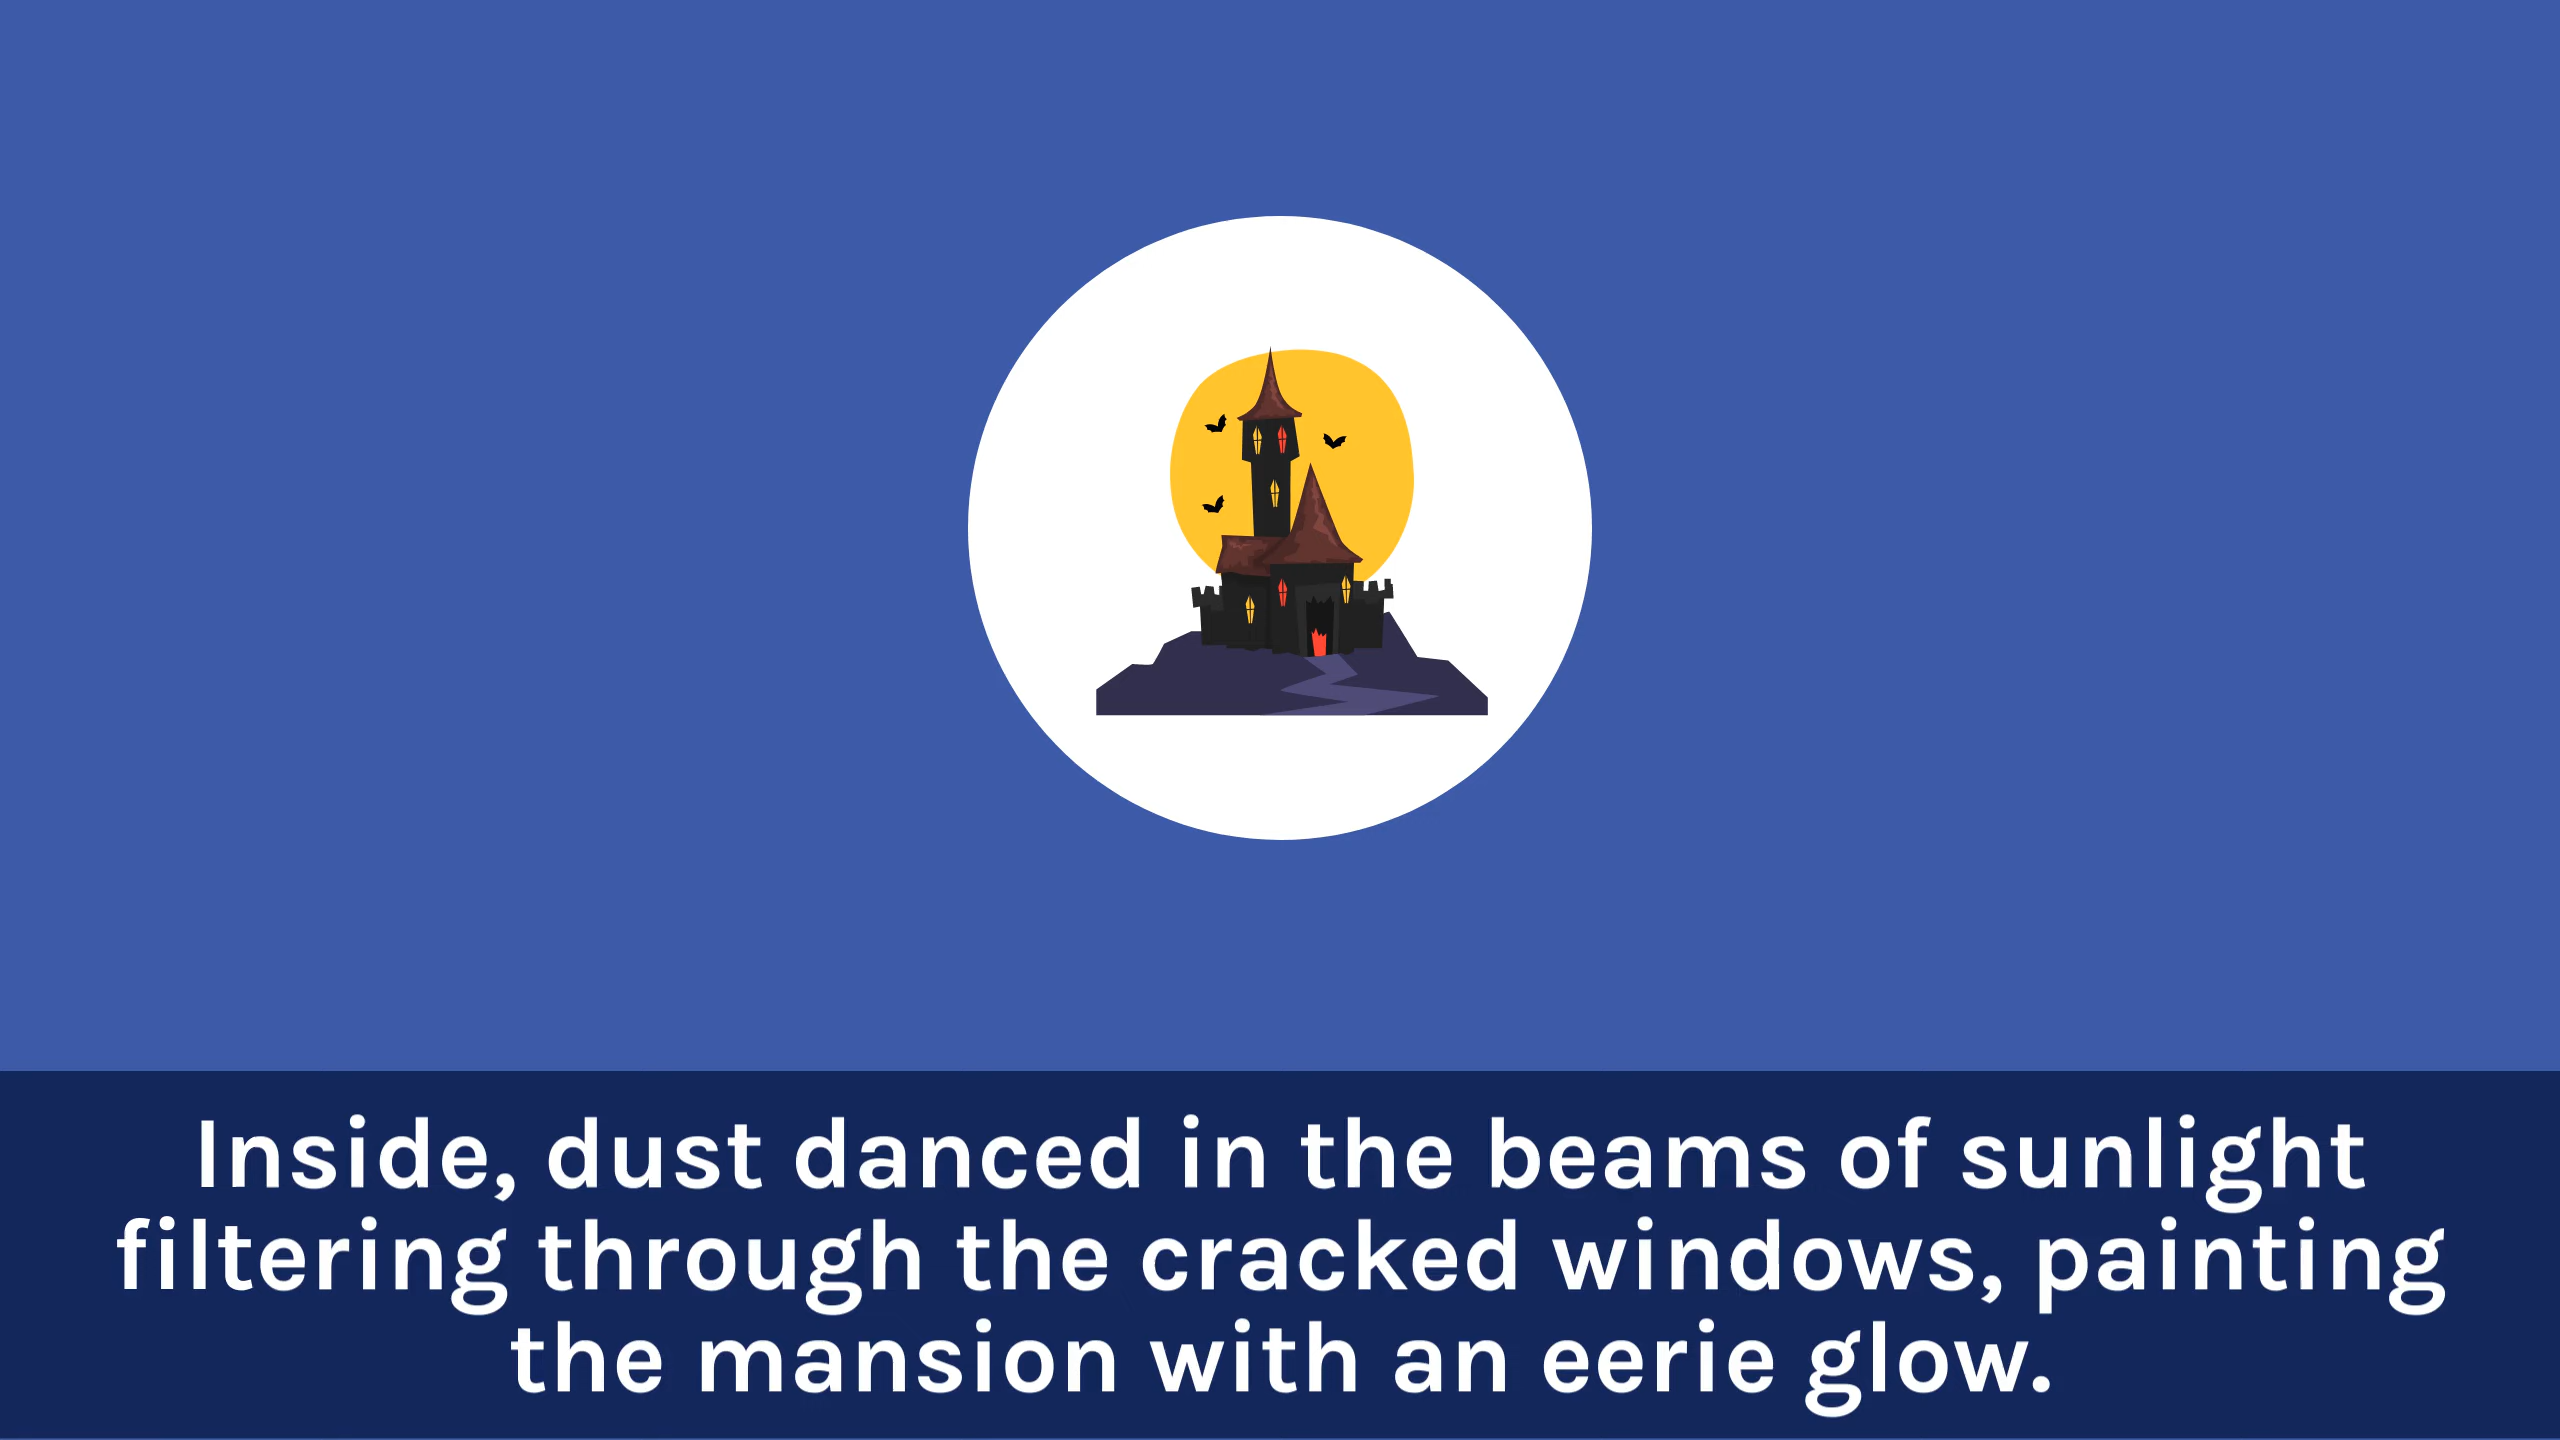 Inside, dust danced in the beams of sunlight
filtering through the cracked windows, painting
the mansion with an eerie glow.